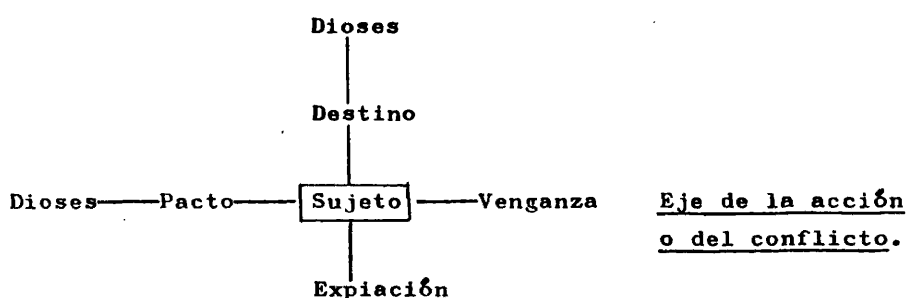 Dioses
Destino
Dioses Pacto Sujeto Venganza Eje de la acción
o del conflicto.
Expiación